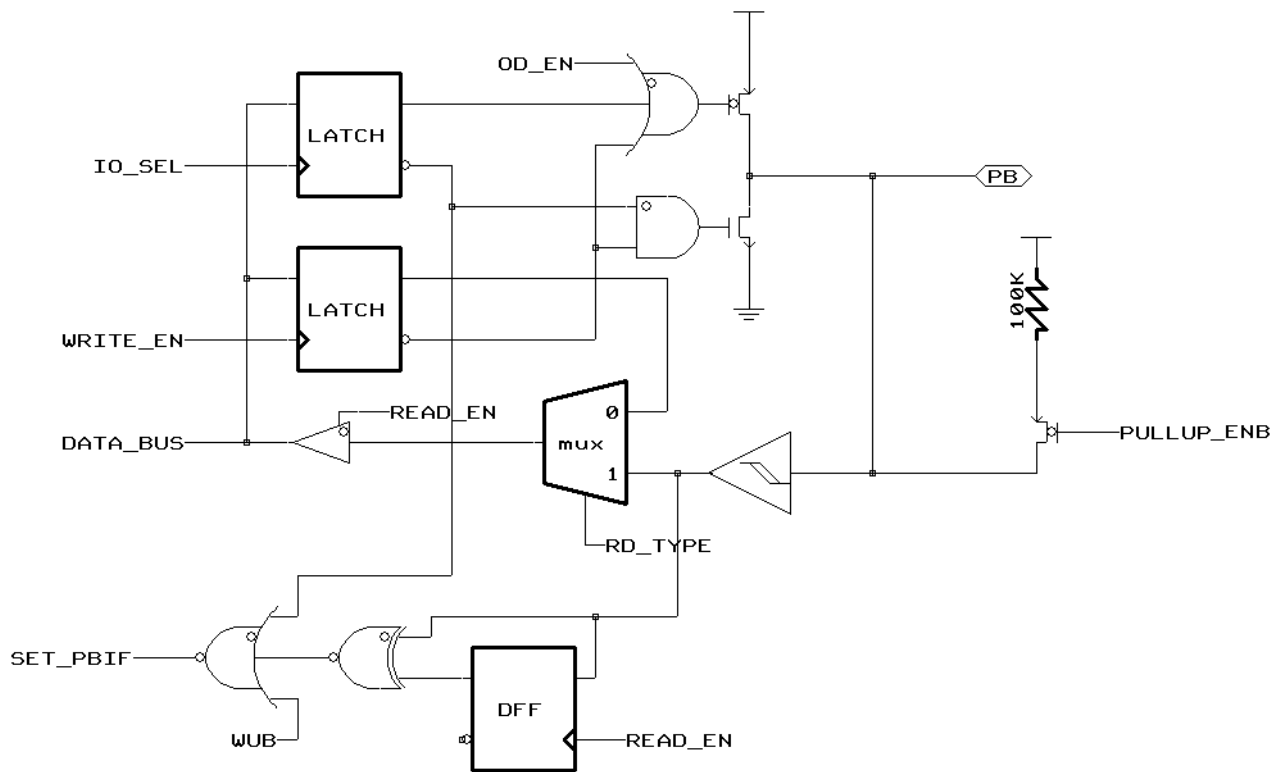 OD_EN
LATCH
IO_SEL
PB
LATCH
100K
WRITE_EN
READ_EN
0
DATA_BUS
mux
PULLUP_ENB
1
RD_TYPE
SET_PBIF
DFF
WUB
READ_EN